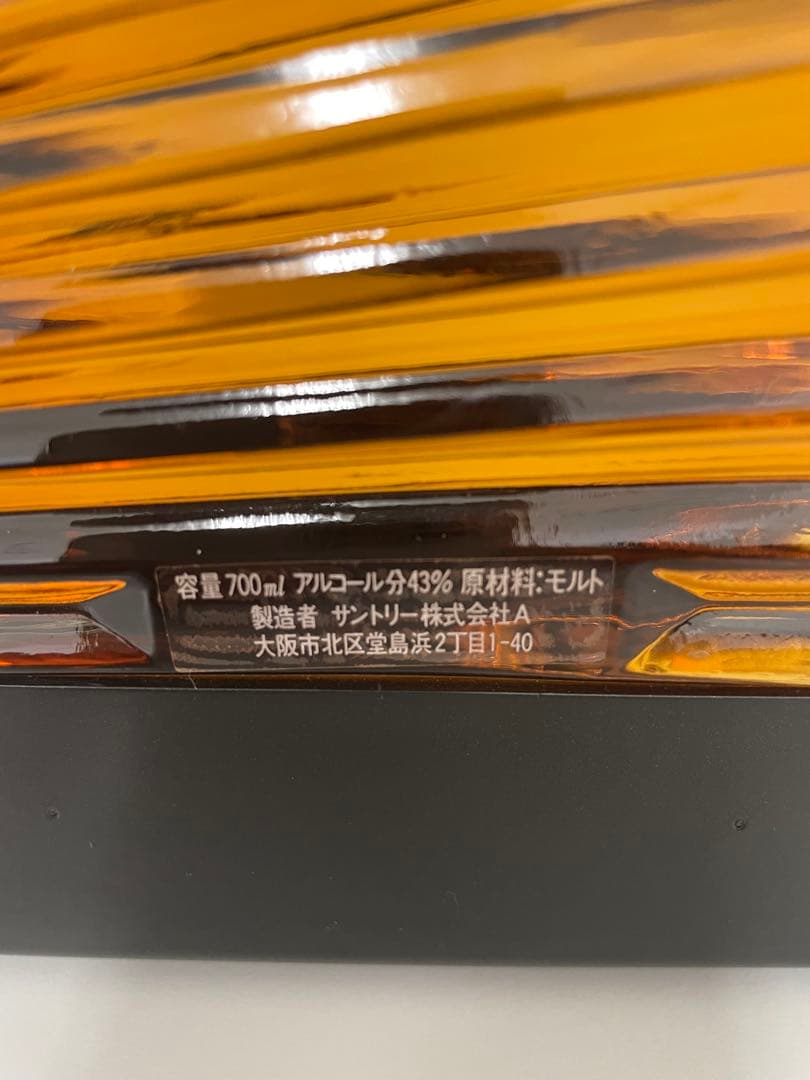 容量700ml アルコール分43% 原材料:モルト
製造者 サントリー株式会社A
大阪市北区堂島浜2丁目1-40